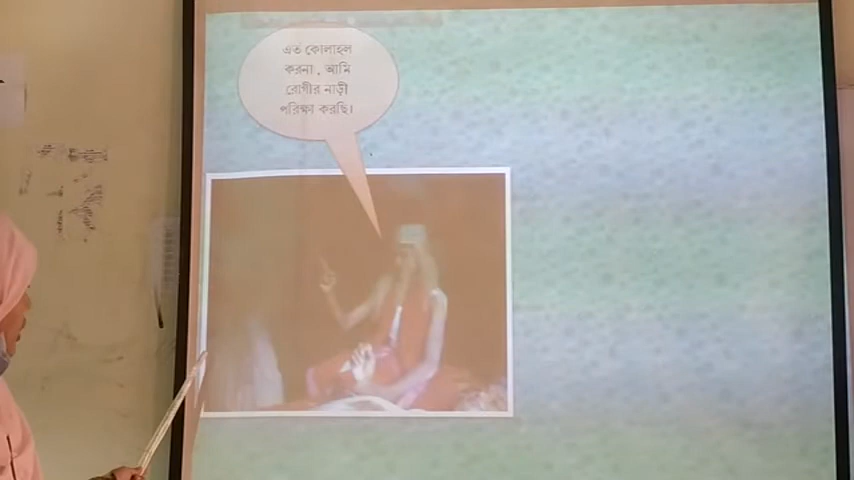 এত কোলাহল
করনা , আমি
রোগীর নাড়ী
পরিক্ষা করছি।